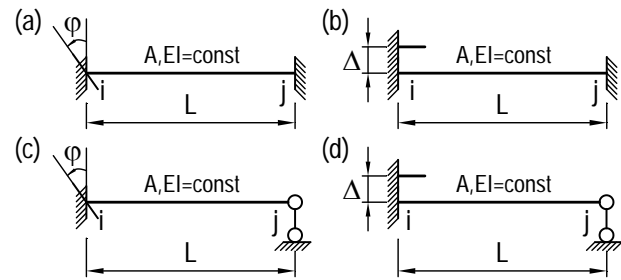 (a) φ A,EI=const i j L
(b) Δ A,EI=const i j L
(c) φ A,EI=const i j L
(d) Δ A,EI=const i j L